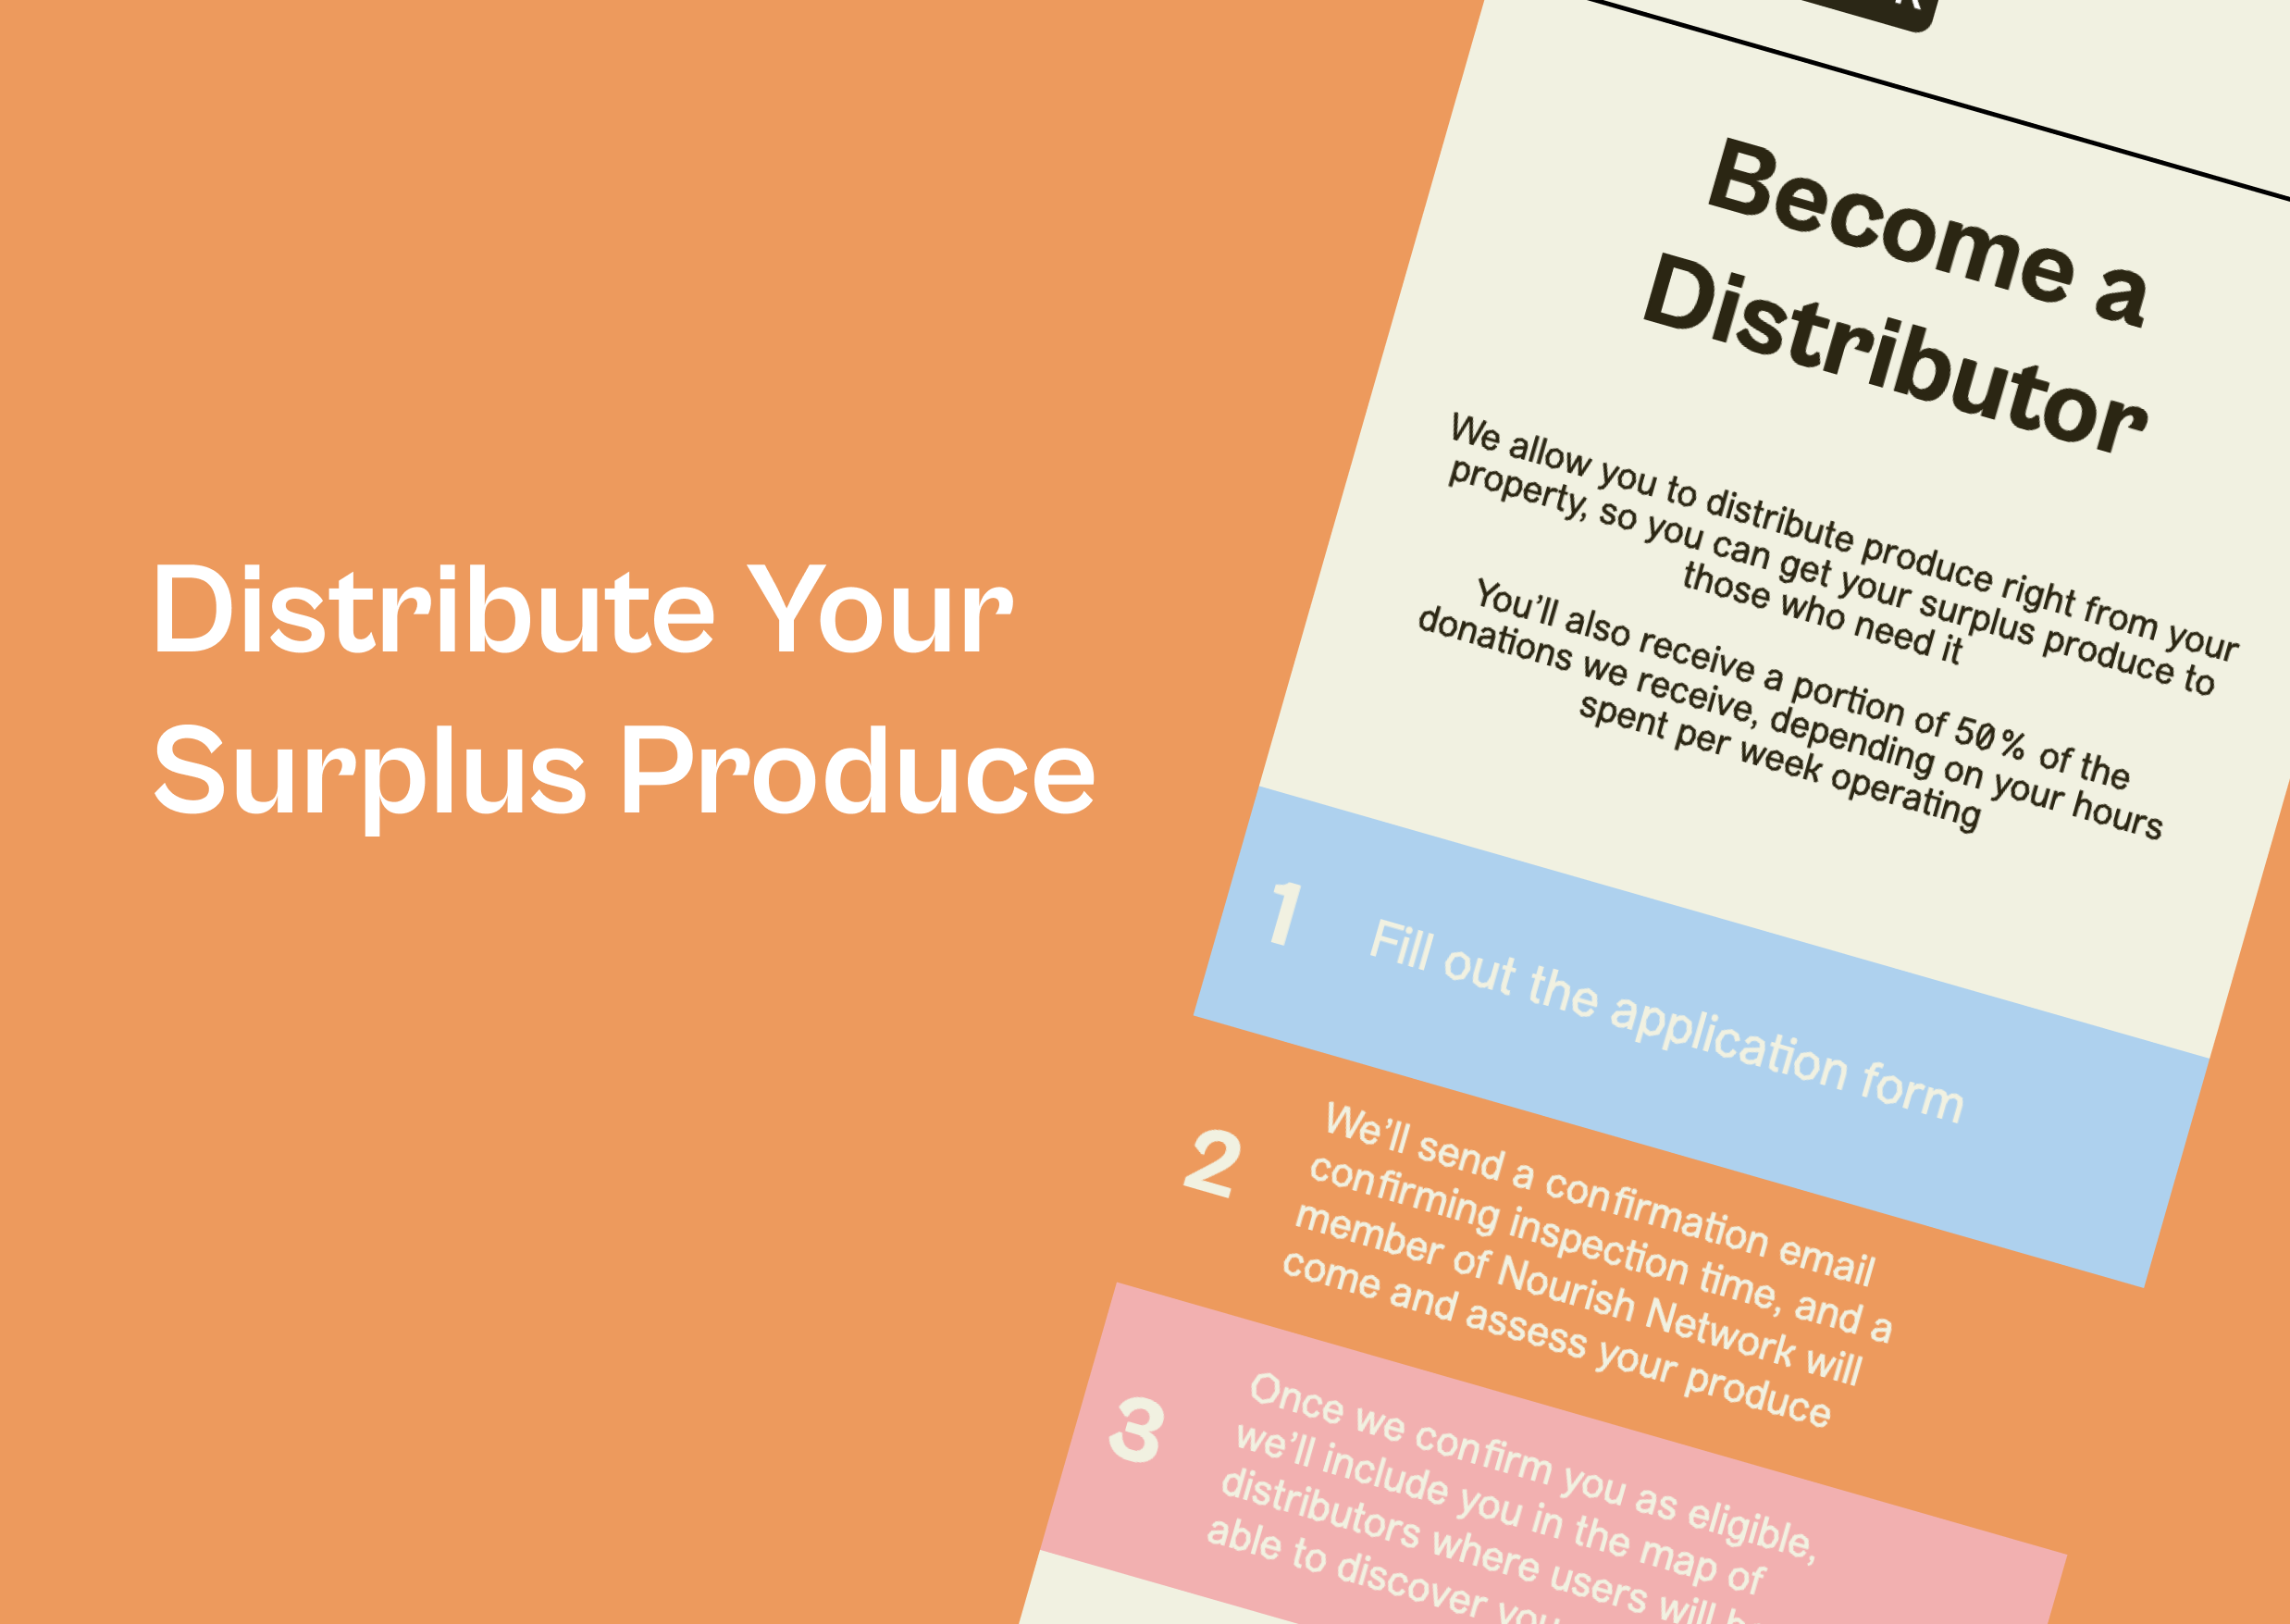 Distribute Your
Surplus Produce
Become a
Distributor
We allow you to distribute produce right from your
property, so you can get your surplus produce to
those who need it
You’ll also receive a portion of 50% of the
donations we receive, depending on your hours
spent per week operating
1
Fill out the application form
2
We’ll send a confirmation email
confirming inspection time, and a
member of Nourish Network will
come and assess your produce
3
Once we confirm you as eligible,
we’ll include you in the map of
distributors where users will
able to discover